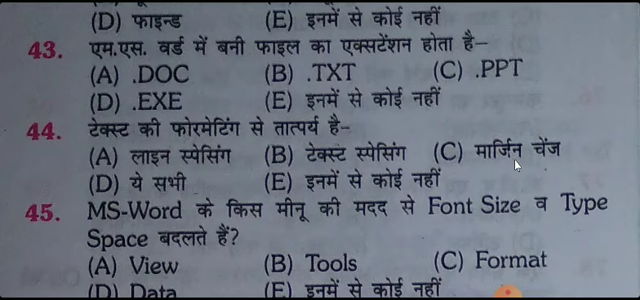 (D) फाइन्ड (E) इनमें से कोई नहीं
43. एम.एस. वर्ड में बनी फाइल का एक्सटेंशन होता है–
(A) .DOC (B) .TXT (C) .PPT
(D) .EXE (E) इनमें से कोई नहीं
44. टेक्स्ट की फोरमेटिंग से तात्पर्य है–
(A) लाइन स्पेसिंग (B) टेक्स्ट स्पेसिंग (C) मार्जिन चेंज
(D) ये सभी (E) इनमें से कोई नहीं
45. MS-Word के किस मीनू की मदद से Font Size व Type
Space बदलते हैं?
(A) View (B) Tools (C) Format
(D) Data (E) इनमें से कोई नहीं